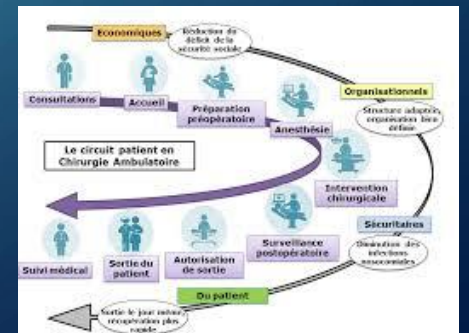 Economiques
Réduction du
déficit de la
sécurité sociale
Organisationnels
Structure adaptée,
organisation bien
définie
Consultations
Accueil
Préparation
préopératoire
Anesthésie
Le circuit patient en
Chirurgie Ambulatoire
Intervention
chirurgicale
Sécuritaires
Diminution des
infections
nosocomiales
Surveillance
postopératoire
Autorisation
de sortie
Sortie du
patient
Suivi médical
Du patient
Sortie le jour même,
récupération plus
rapide